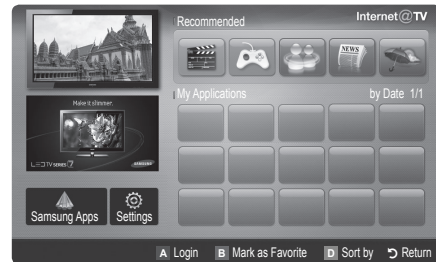 Internet@TV
Recommended
NEWS
My Applications
by Date 1/1
Make it slimmer.
LED TV SERIES 7
SAMSUNG
Samsung Apps
Settings
A Login
B Mark as Favorite
D Sort by
Return